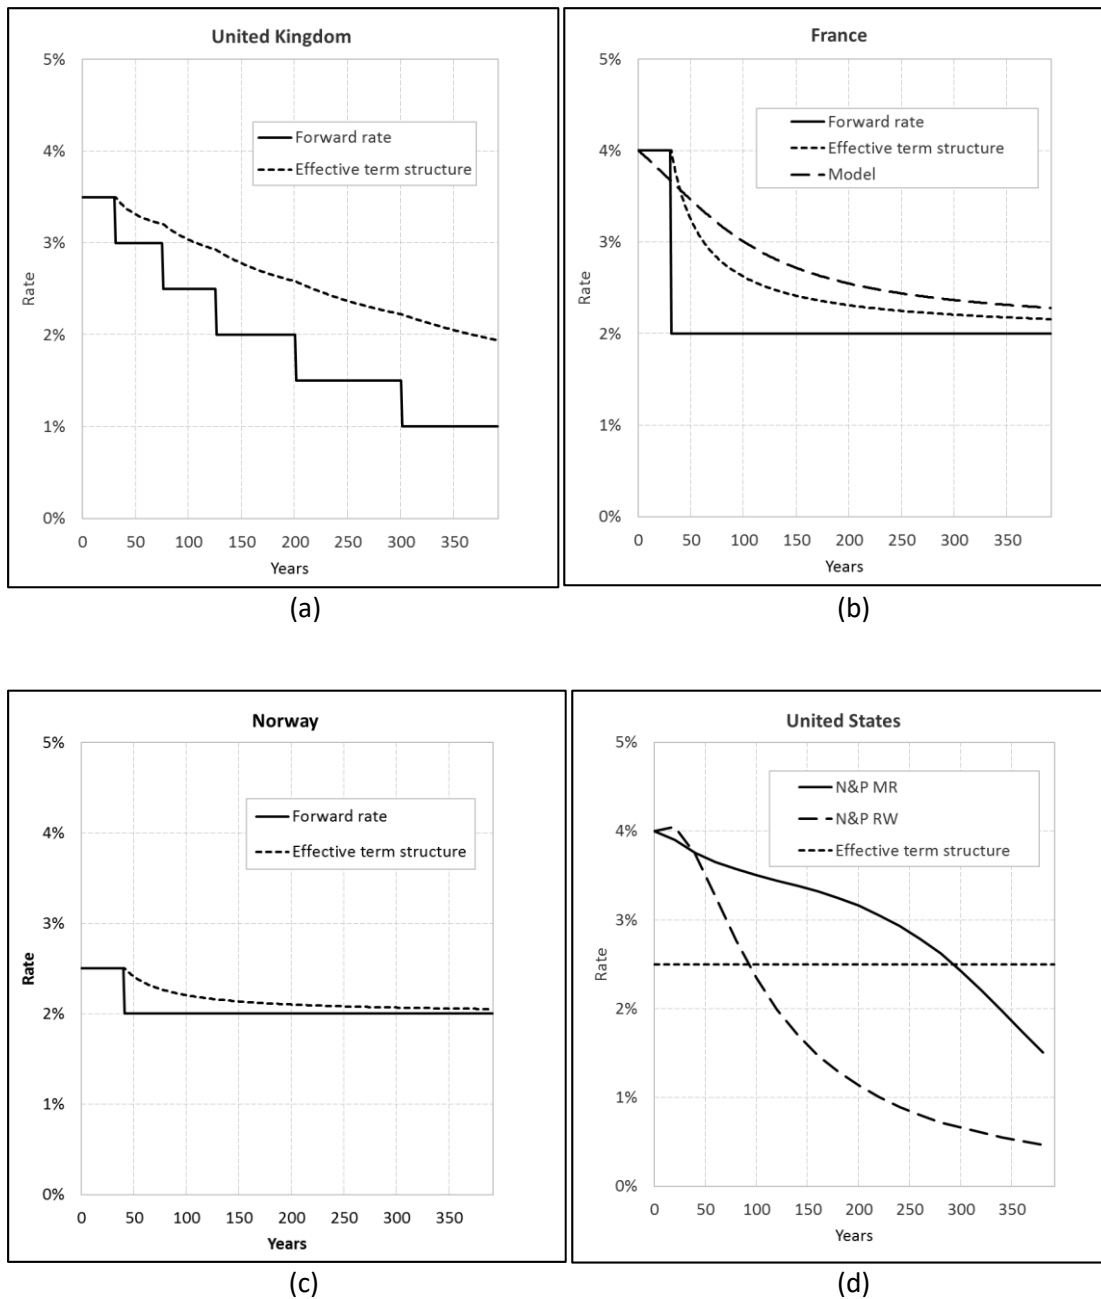 United Kingdom
5%
4%
3%
2%
1%
0%
Rate
Forward rate
Effective term structure
0 50 100 150 200 250 300 350
Years
(a)
France
5%
4%
3%
2%
1%
0%
Rate
Forward rate
Effective term structure
Model
0 50 100 150 200 250 300 350
Years
(b)
Norway
5%
4%
3%
2%
1%
0%
Rate
Forward rate
Effective term structure
0 50 100 150 200 250 300 350
Years
(c)
United States
5%
4%
3%
2%
1%
0%
Rate
N&P MR
N&P RW
Effective term structure
0 50 100 150 200 250 300 350
Years
(d)